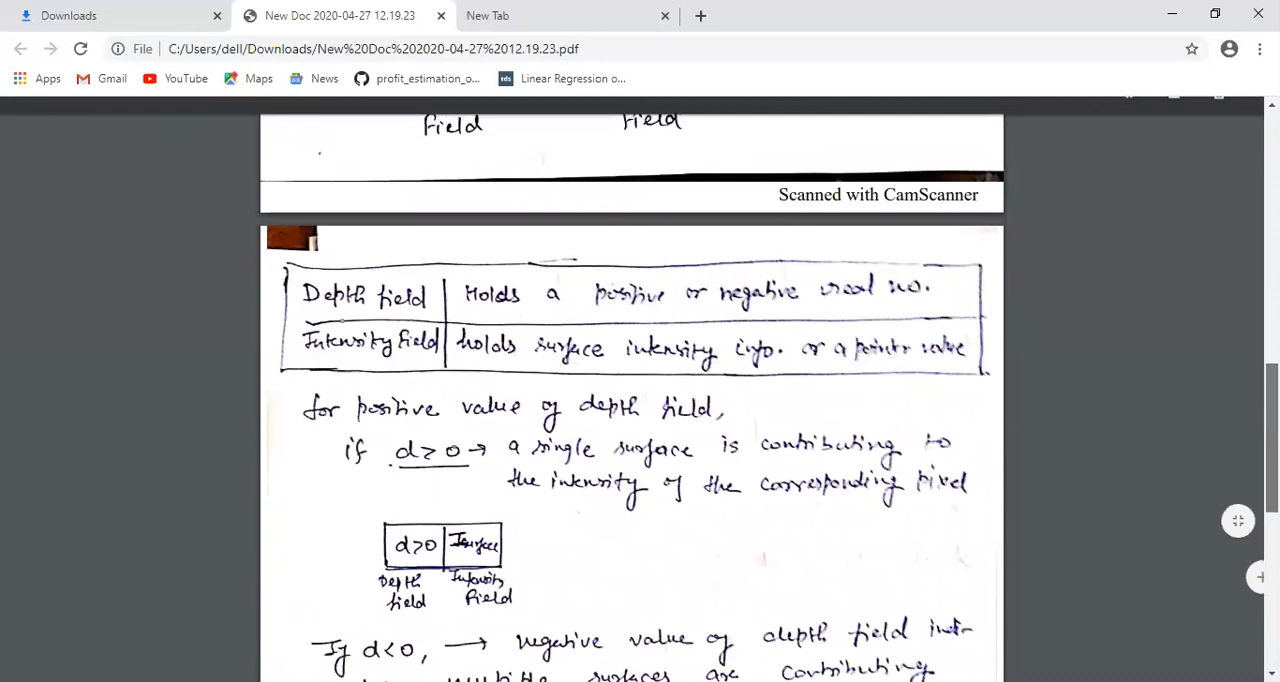 Downloads
New Doc 2020-04-27 12.19.23
New Tab
File
C:/Users/dell/Downloads/New%20Doc%202020-04-27%2012.19.23.pdf
Apps Gmail YouTube Maps News profit_estimation_o... Linear Regression o...
field field
Scanned with CamScanner
Depth field Holds a positive or negative real no.
Intensity field holds surface intensity info. or a pointr value
for positive value of depth field,
if d>0 → a single surface is contributing to
the intensity of the corresponding pixel
d>0 Isurface
Depth field Intensity field
If d<0, → negative value of depth field
multiple surfaces are contributing